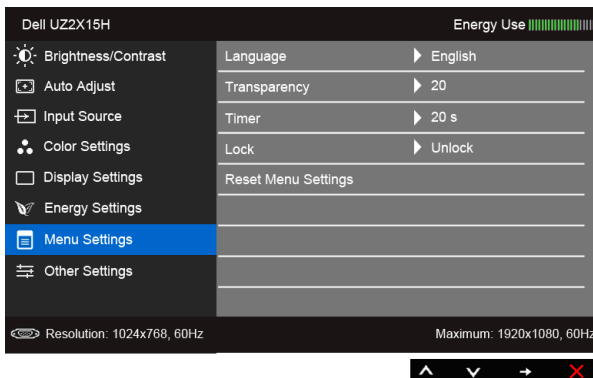 Dell UZ2X15H Energy Use
Brightness/Contrast Language English
Auto Adjust Transparency 20
Input Source Timer 20 s
Color Settings Lock Unlock
Display Settings Reset Menu Settings
Energy Settings
Menu Settings
Other Settings
Resolution: 1024x768, 60Hz Maximum: 1920x1080, 60Hz